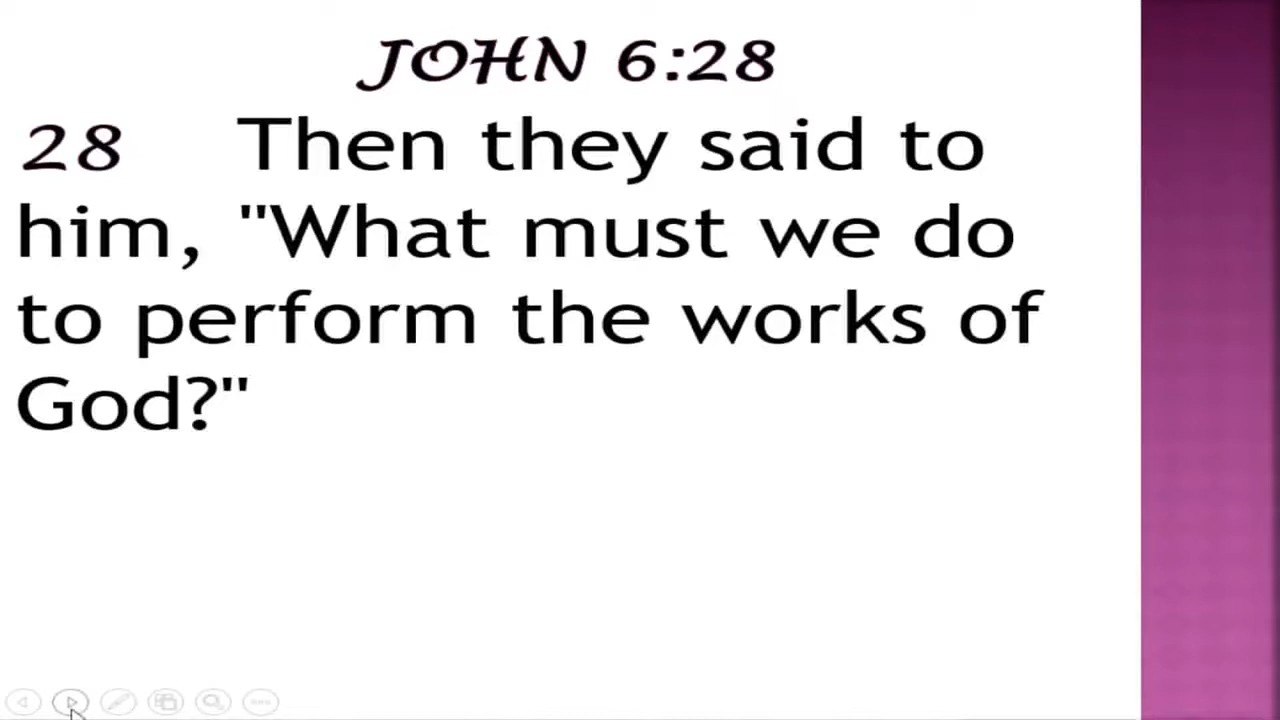 JOHN 6:28
28 Then they said to
him, "What must we do
to perform the works of
God?"